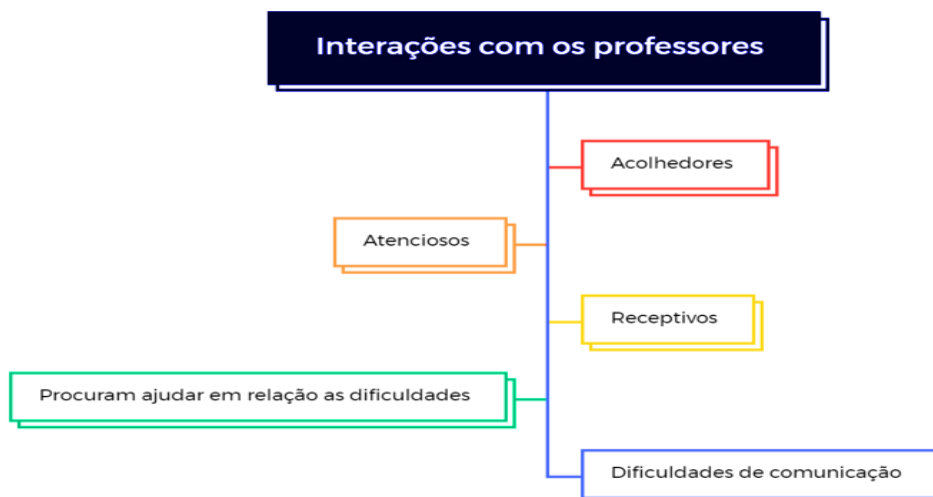 Interações com os professores
Acolhedores
Atenciosos
Receptivos
Procuram ajudar em relação as dificuldades
Dificuldades de comunicação